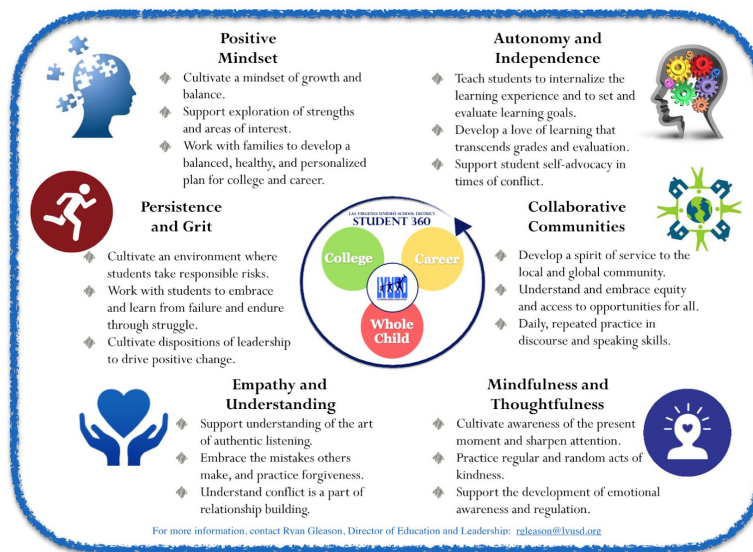 Positive
Mindset
Cultivate a mindset of growth and
balance.
Support exploration of strengths
and areas of interest.
Work with families to develop a
balanced, healthy, and personalized
plan for college and career.
Autonomy and
Independence
Teach students to internalize the
learning experience and to set and
evaluate learning goals.
Develop a love of learning that
transcends grades and evaluation.
Support student self-advocacy in
times of conflict.
Persistence
and Grit
Cultivate an environment where
students take responsible risks.
Work with students to embrace
and learn from failure and endure
through struggle.
Cultivate dispositions of leadership
to drive positive change.
LAS VIRGENES UNIFIED SCHOOL DISTRICT
STUDENT 360
College
Career
LVUSD
Whole
Child
Collaborative
Communities
Develop a spirit of service to the
local and global community.
Understand and embrace equity
and access to opportunities for all.
Daily, repeated practice in
discourse and speaking skills.
Empathy and
Understanding
Support understanding of the art
of authentic listening.
Embrace the mistakes others
make, and practice forgiveness.
Understand conflict is a part of
relationship building.
Mindfulness and
Thoughtfulness
Cultivate awareness of the present
moment and sharpen attention.
Practice regular and random acts of
kindness.
Support the development of emotional
awareness and regulation.
For more information, contact Ryan Gleason, Director of Education and Leadership: rgleason@lvusd.org